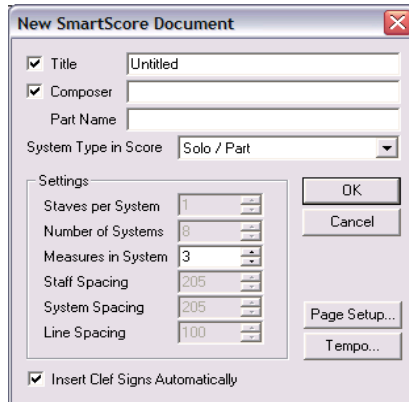 New SmartScore Document
Title Untitled
Composer
Part Name
System Type in Score Solo / Part
Settings
Staves per System 1
Number of Systems 8
Measures in System 3
Staff Spacing 205
System Spacing 205
Line Spacing 100
OK
Cancel
Page Setup...
Tempo...
Insert Clef Signs Automatically